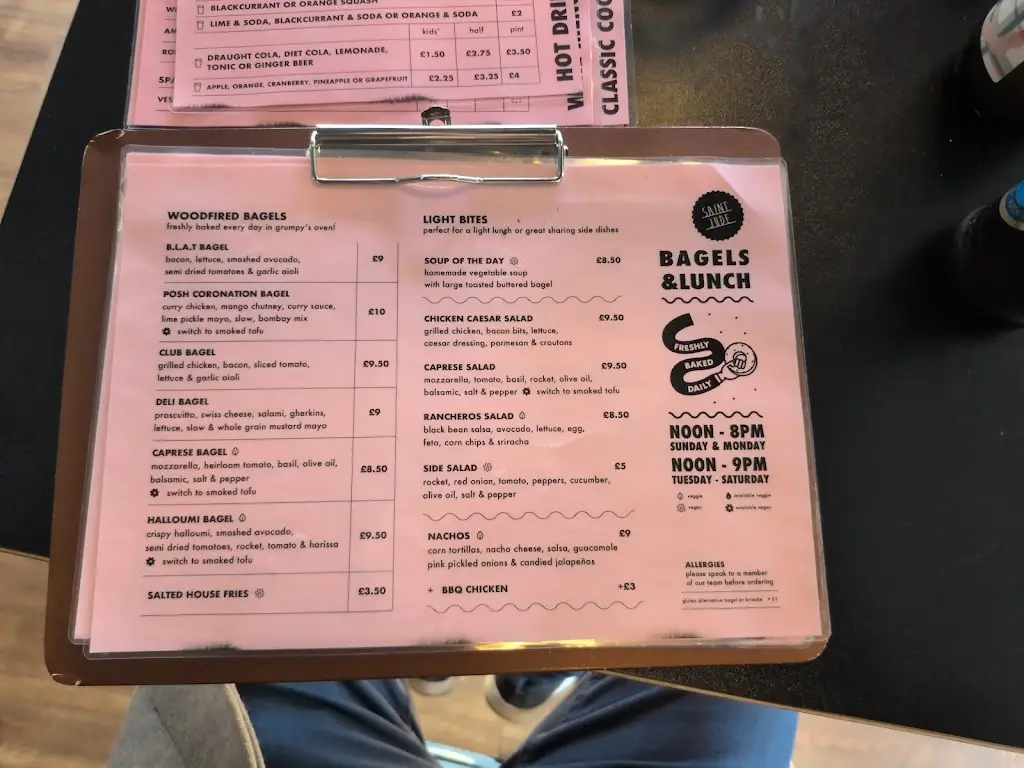 BLACKCURRANT OR ORANGE SQUASH
LIME & SODA, BLACKCURRANT & SODA OR ORANGE & SODA £2
kids' half pint
DRAUGHT COLA, DIET COLA, LEMONADE,
TONIC OR GINGER BEER £1.50 £2.75 £3.50
APPLE, ORANGE, CRANBERRY, PINEAPPLE OR GRAPEFRUIT £2.25 £3.25 £4
HOT DRI
CLASSIC COC
WOODFIRED BAGELS
freshly baked every day in grumpy's oven!
B.L.A.T BAGEL £9
bacon, lettuce, smashed avocado,
semi dried tomatoes & garlic aioli
POSH CORONATION BAGEL £10
curry chicken, mango chutney, curry sauce,
lime pickle mayo, slaw, bombay mix
switch to smoked tofu
CLUB BAGEL £9.50
grilled chicken, bacon, sliced tomato,
lettuce & garlic aioli
DELI BAGEL £9
proscuitto, swiss cheese, salami, gherkins,
lettuce, slaw & whole grain mustard mayo
CAPRESE BAGEL £8.50
mozzarella, heirloom tomato, basil, olive oil,
balsamic, salt & pepper
switch to smoked tofu
HALLOUMI BAGEL £9.50
crispy halloumi, smashed avocado,
semi dried tomatoes, rocket, tomato & harissa
switch to smoked tofu
SALTED HOUSE FRIES £3.50
LIGHT BITES
perfect for a light lunch or great sharing side dishes
SOUP OF THE DAY £8.50
homemade vegetable soup
with large toasted buttered bagel
CHICKEN CAESAR SALAD £9.50
grilled chicken, bacon bits, lettuce,
caesar dressing, parmesan & croutons
CAPRESE SALAD £9.50
mozzarella, tomato, basil, rocket, olive oil,
balsamic, salt & pepper switch to smoked tofu
RANCHEROS SALAD £8.50
black bean salsa, avocado, lettuce, egg,
feta, corn chips & sriracha
SIDE SALAD £5
rocket, red onion, tomato, peppers, cucumber,
olive oil, salt & pepper
NACHOS £9
corn tortillas, nacho cheese, salsa, guacamole
pink pickled onions & candied jalapeños
+ BBQ CHICKEN +£3
SAINT
JUDE
BAGELS
&LUNCH
FRESHLY
BAKED
DAILY
NOON - 8PM
SUNDAY & MONDAY
NOON - 9PM
TUESDAY - SATURDAY
veggie available veggie
vegan available vegan
ALLERGIES
please speak to a member
of our team before ordering
gluten alternative bagel or brioche + £1